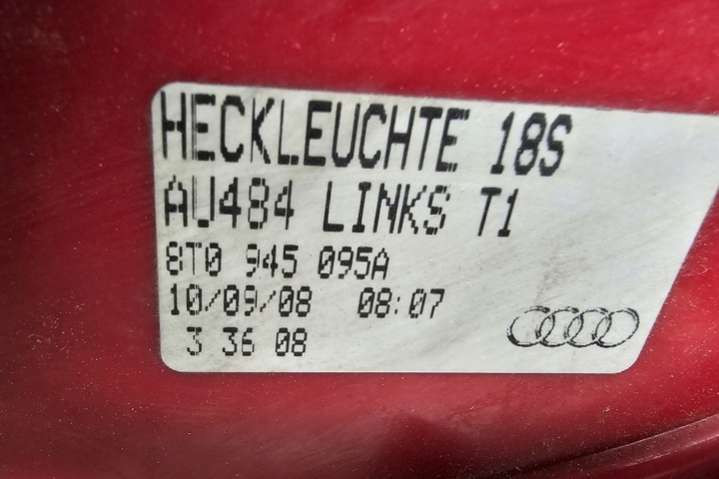 HECKLEUCHTE 18S
AU484 LINKS T1
8T0 945 095A
10/09/08 08:07
3 36 08